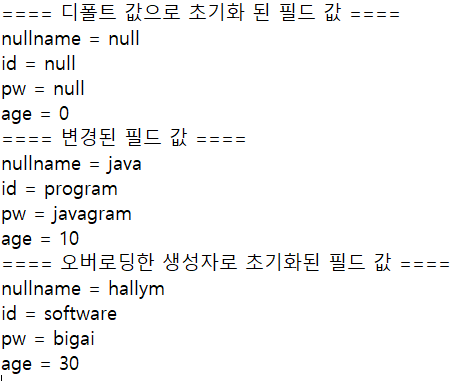 ==== 디폴트 값으로 초기화 된 필드 값 ====
nullname = null
id = null
pw = null
age = 0
==== 변경된 필드 값 ====
nullname = java
id = program
pw = javagram
age = 10
==== 오버로딩한 생성자로 초기화된 필드 값 ====
nullname = hallym
id = software
pw = bigai
age = 30